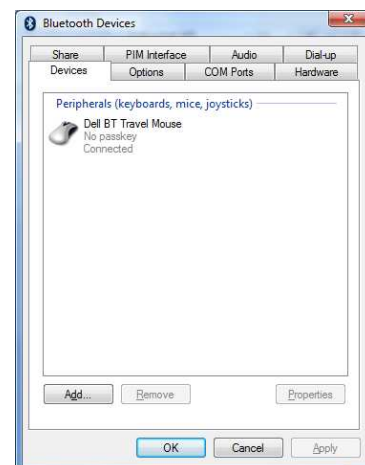 Bluetooth Devices
Share PIM Interface Audio Dial-up
Devices Options COM Ports Hardware
Peripherals (keyboards, mice, joysticks)
Dell BT Travel Mouse
No passkey
Connected
Add... Remove Properties
OK Cancel Apply